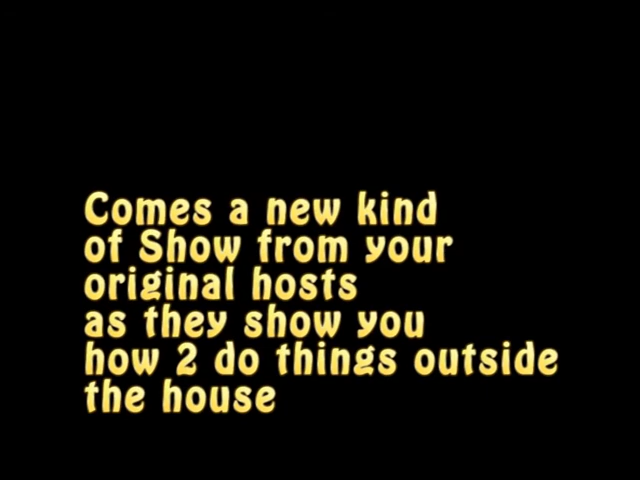 Comes a new kind
of Show from your
original hosts
as they show you
how 2 do things outside
the house